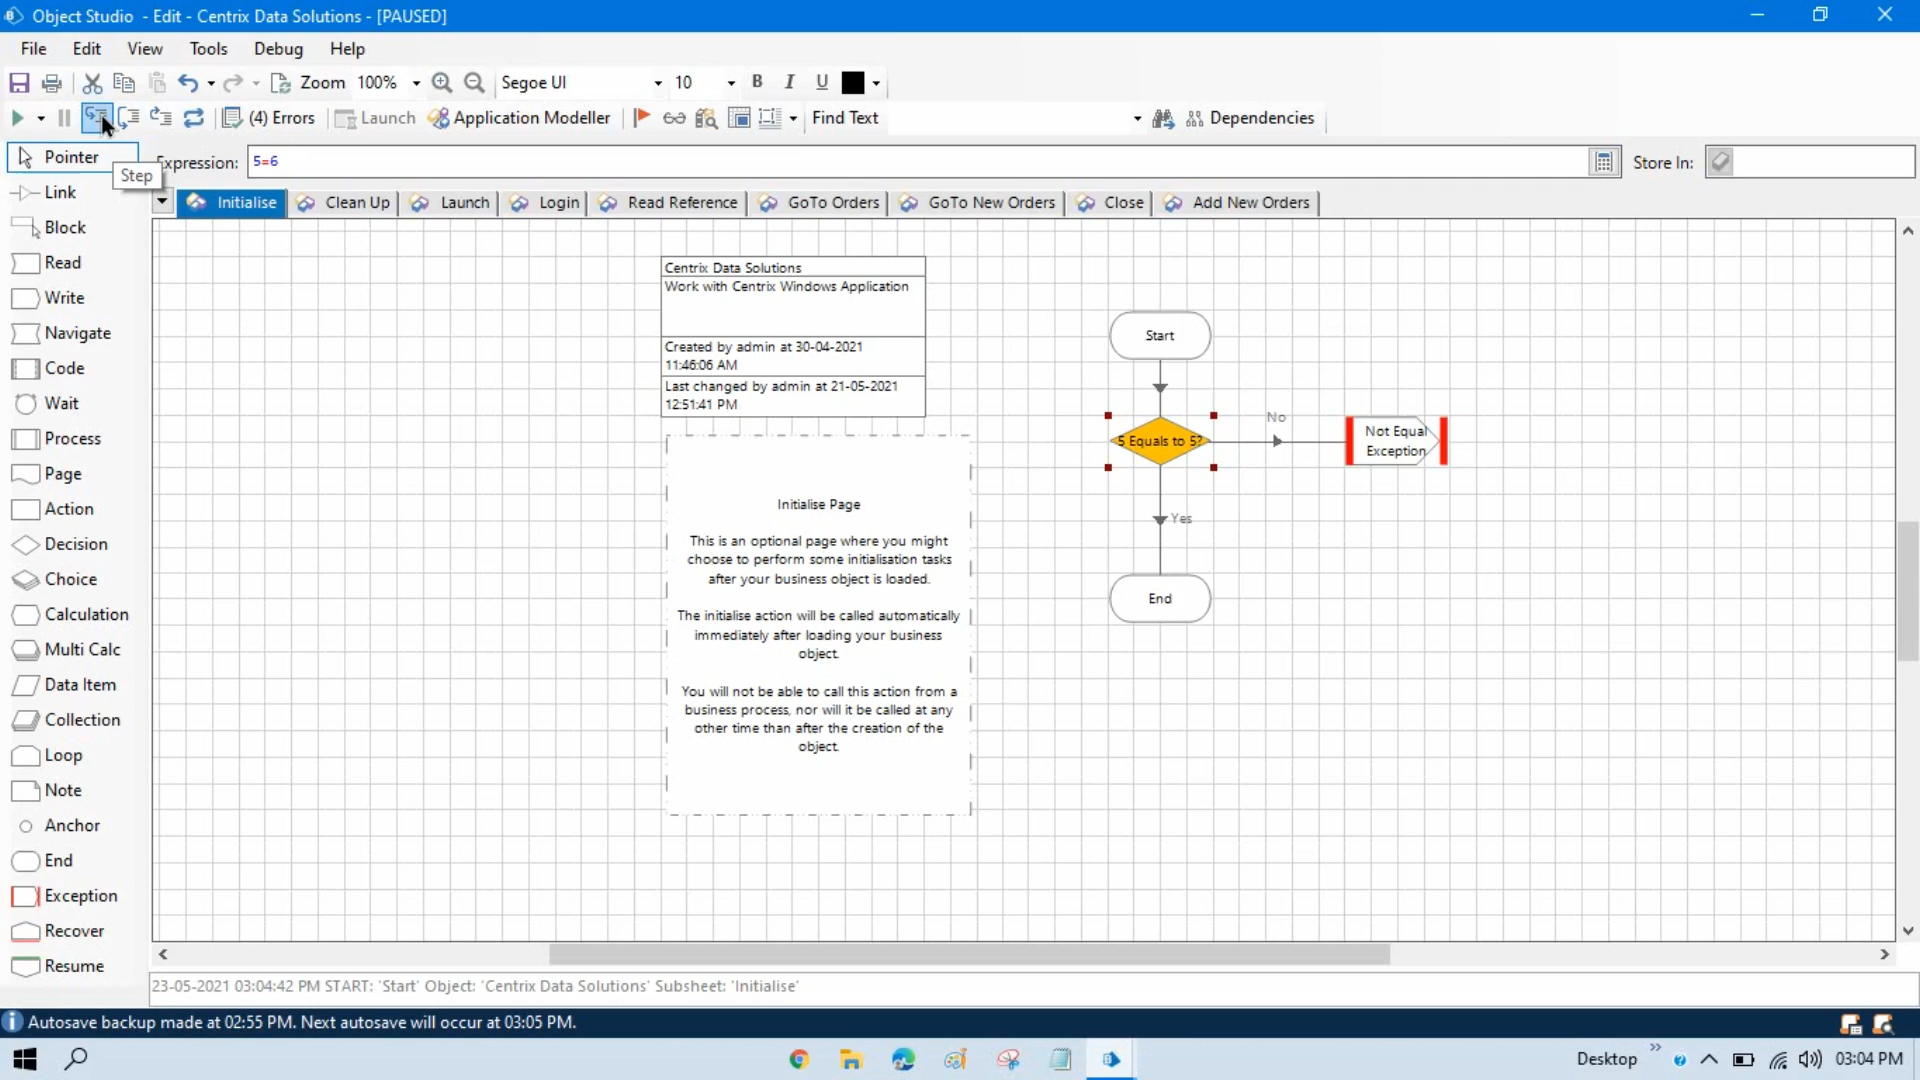 Object Studio - Edit - Centrix Data Solutions - [PAUSED]
File Edit View Tools Debug Help
Zoom 100% Segoe UI 10 B I U
(4) Errors Launch Application Modeller Find Text Dependencies
Pointer
Step
Expression: 5=6 Store In:
Initialise Clean Up Launch Login Read Reference GoTo Orders GoTo New Orders Close Add New Orders
Link
Block
Read
Write
Navigate
Code
Wait
Process
Page
Action
Decision
Choice
Calculation
Multi Calc
Data Item
Collection
Loop
Note
Anchor
End
Exception
Recover
Resume
Centrix Data Solutions
Work with Centrix Windows Application
Created by admin at 30-04-2021
11:46:06 AM
Last changed by admin at 21-05-2021
12:51:41 PM
Initialise Page
This is an optional page where you might
choose to perform some initialisation tasks
after your business object is loaded.
The initialise action will be called automatically
immediately after loading your business
object.
You will not be able to call this action from a
business process, nor will it be called at any
other time than after the creation of the
object.
Start
5 Equals to 5?
No
Not Equal
Exception
Yes
End
23-05-2021 03:04:42 PM START: 'Start' Object: 'Centrix Data Solutions' Subsheet: 'Initialise'
Autosave backup made at 02:55 PM. Next autosave will occur at 03:05 PM.
Desktop 03:04 PM